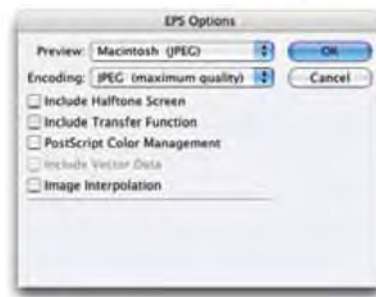 EPS Options
Preview: Macintosh (JPEG) OK
Encoding: JPEG (maximum quality) Cancel
Include Halftone Screen
Include Transfer Function
PostScript Color Management
Include Vector Data
Image Interpolation